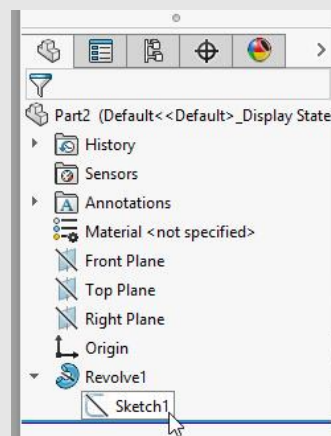 Part2 (Default<<Default>_Display State
History
Sensors
A Annotations
Material <not specified>
Front Plane
Top Plane
Right Plane
Origin
Revolve1
Sketch1